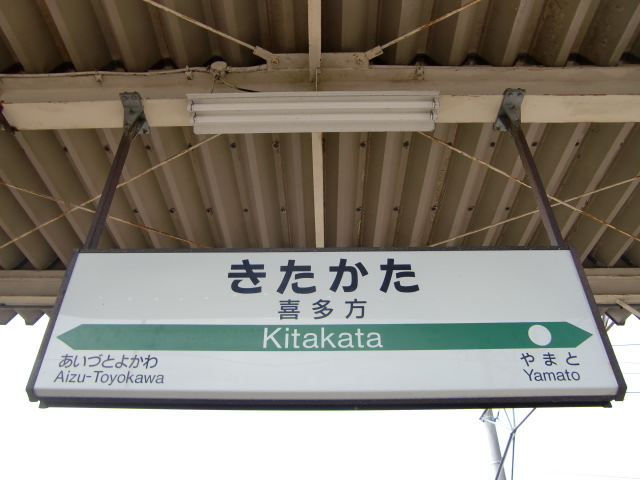 きたかた
喜多方
Kitakata
あいづとよかわ
Aizu-Toyokawa
やまと
Yamato